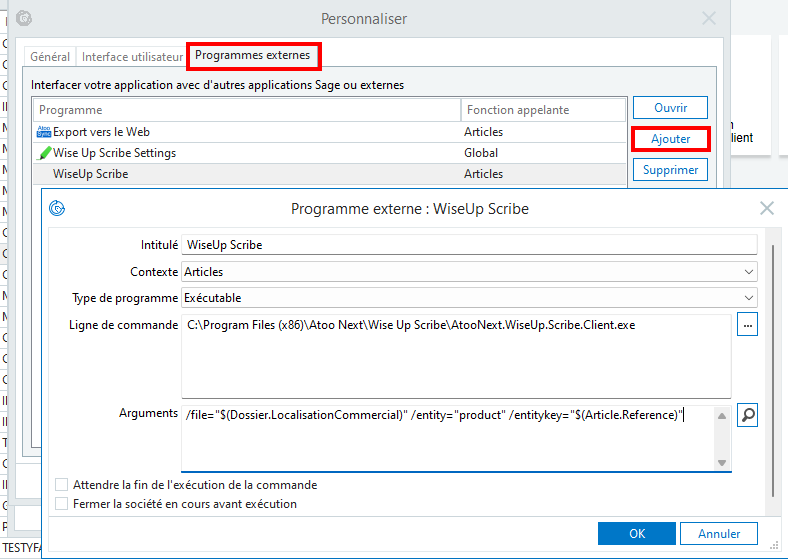 Personnaliser
Général
Interface utilisateur
Programmes externes
Interfacer votre application avec d'autres applications Sage ou externes
Programme Fonction appelante
Export vers le Web Articles
Wise Up Scribe Settings Global
WiseUp Scribe Articles
Ouvrir
Ajouter
Supprimer
Programme externe : WiseUp Scribe
Intitulé WiseUp Scribe
Contexte Articles
Type de programme Exécutable
Ligne de commande C:\Program Files (x86)\Atoo Next\Wise Up Scribe\AtooNext.WiseUp.Scribe.Client.exe
...
Arguments /file="$(Dossier.LocalisationCommercial)" /entity="product" /entitykey="$(Article.Reference)"
Attendre la fin de l'exécution de la commande
Fermer la société en cours avant exécution
OK Annuler